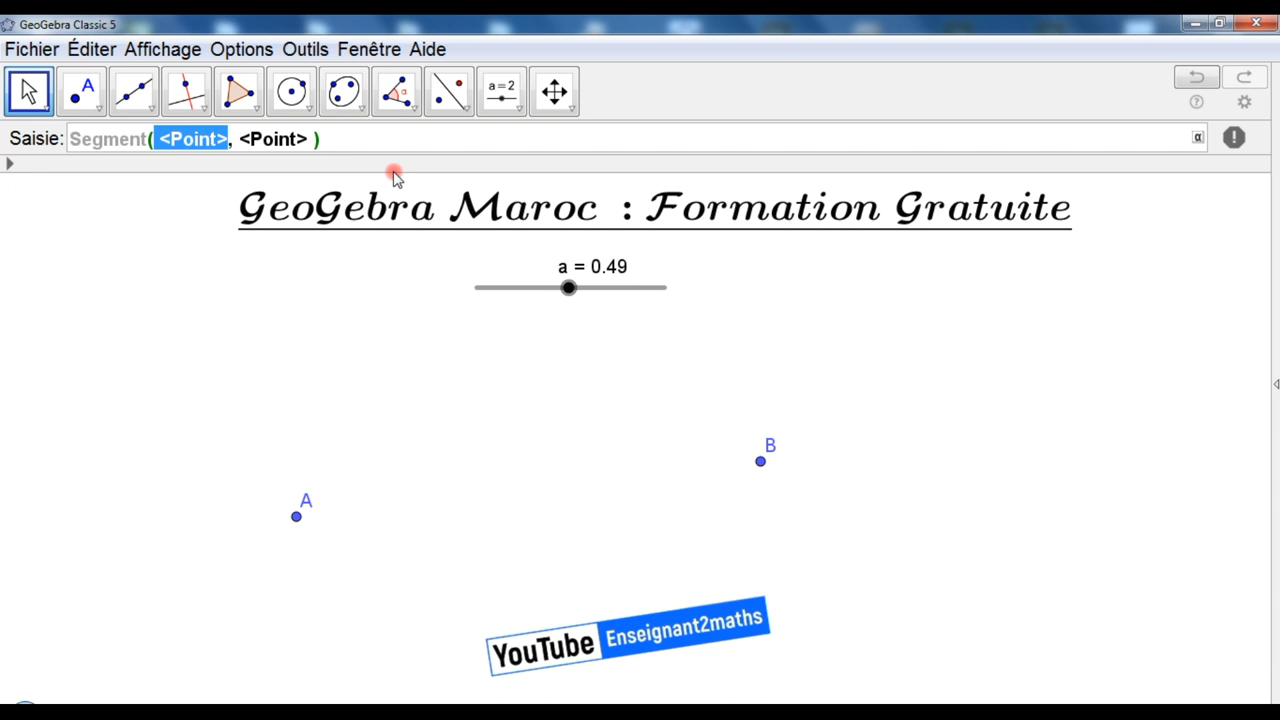 GeoGebra Classic 5
Fichier Éditer Affichage Options Outils Fenêtre Aide
A
α
a=2
Saisie: Segment( <Point>, <Point> )
α
GeoGebra Maroc : Formation Gratuite
a = 0.49
B
A
YouTube Enseignant2maths